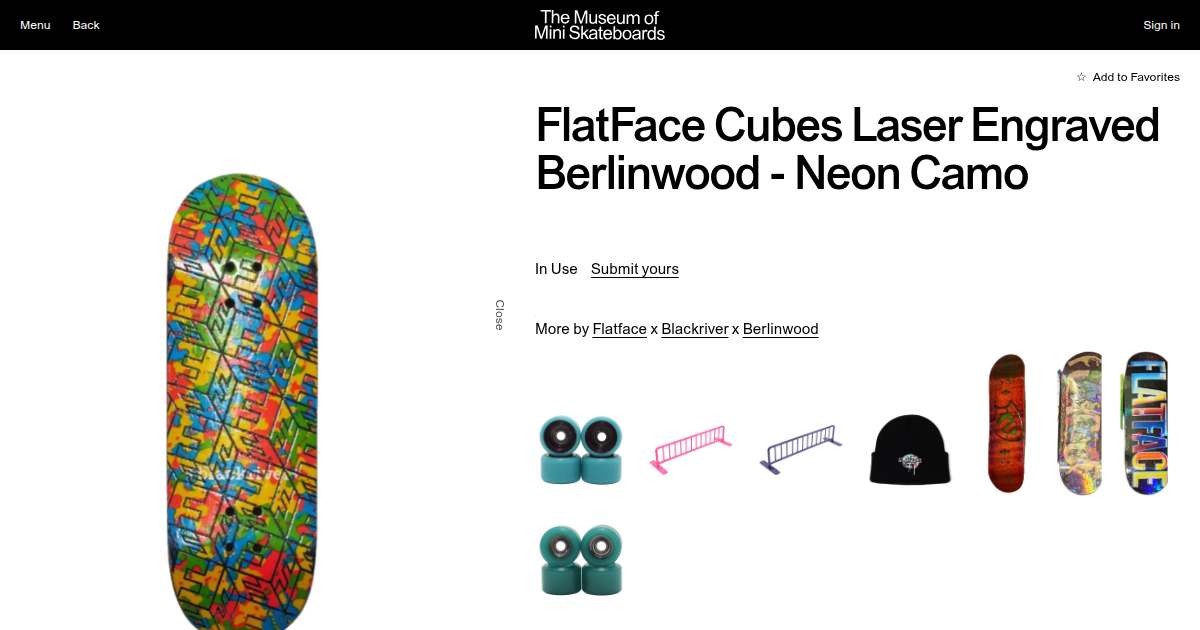 Menu
Back
The Museum of
Mini Skateboards
Sign in
☆ Add to Favorites
FlatFace Cubes Laser Engraved
Berlinwood - Neon Camo
In Use
Submit yours
Close
More by Flatface x Blackriver x Berlinwood
blackriver
FLATFACE